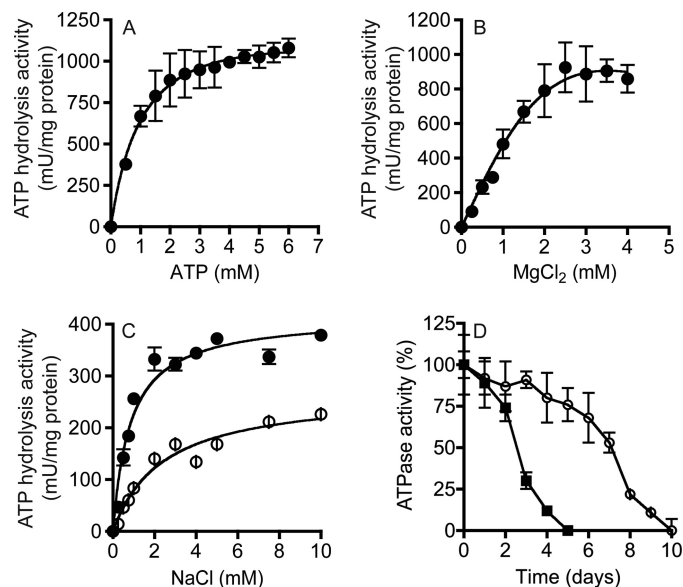 A
ATP hydrolysis activity
(mU/mg protein)
1250
1000
750
500
250
0
0 1 2 3 4 5 6 7
ATP (mM)
B
ATP hydrolysis activity
(mU/mg protein)
1000
800
600
400
200
0
0 1 2 3 4 5
MgCl₂ (mM)
C
ATP hydrolysis activity
(mU/mg protein)
400
300
200
100
0
0 2 4 6 8 10
NaCl (mM)
D
ATPase activity (%)
125
100
75
50
25
0
0 2 4 6 8 10
Time (days)